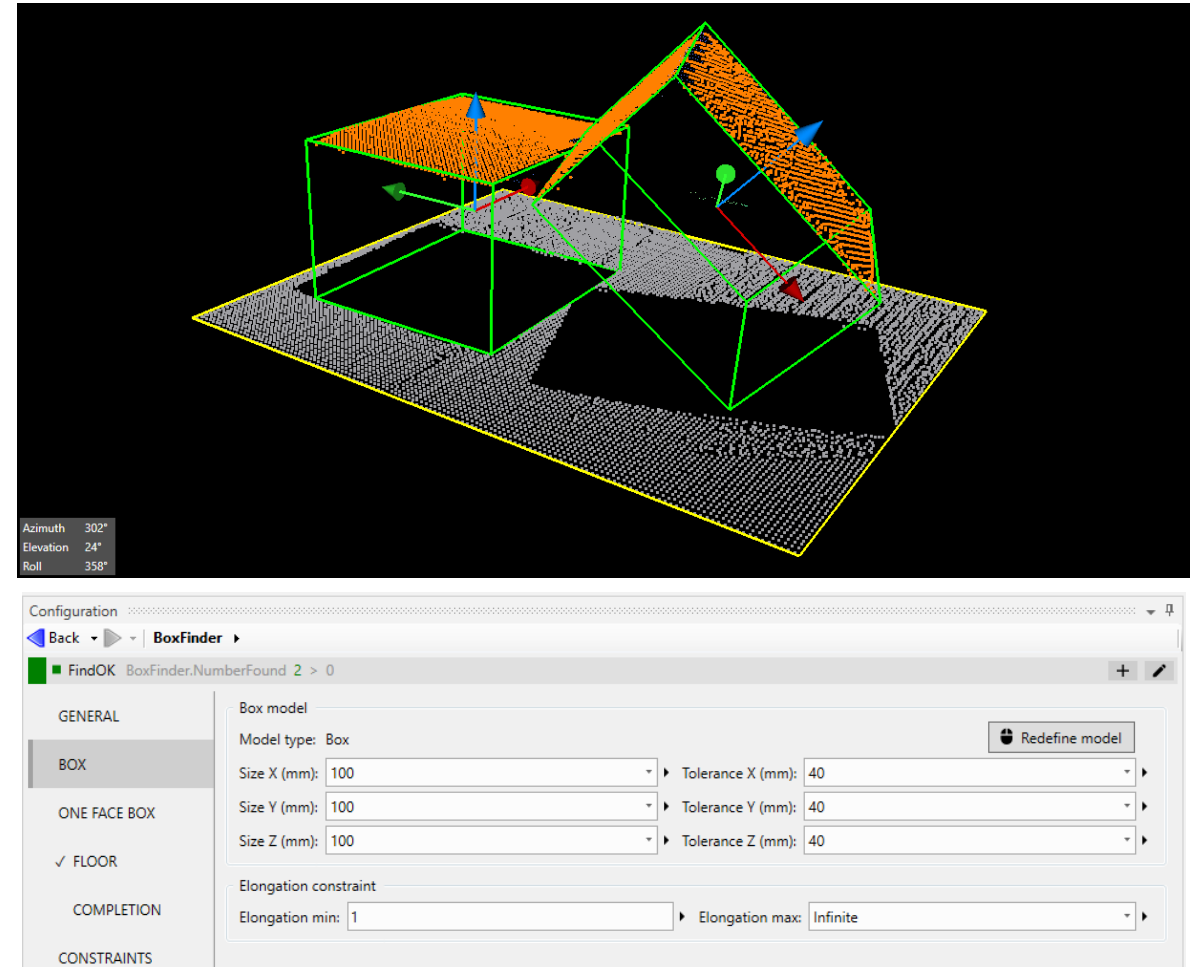 Azimuth 302°
Elevation 24°
Roll 358°
Configuration
Back BoxFinder
FindOK BoxFinder.NumberFound 2 > 0
GENERAL
BOX
ONE FACE BOX
✓ FLOOR
COMPLETION
CONSTRAINTS
Box model
Model type: Box
Redefine model
Size X (mm): 100 Tolerance X (mm): 40
Size Y (mm): 100 Tolerance Y (mm): 40
Size Z (mm): 100 Tolerance Z (mm): 40
Elongation constraint
Elongation min: 1 Elongation max: Infinite